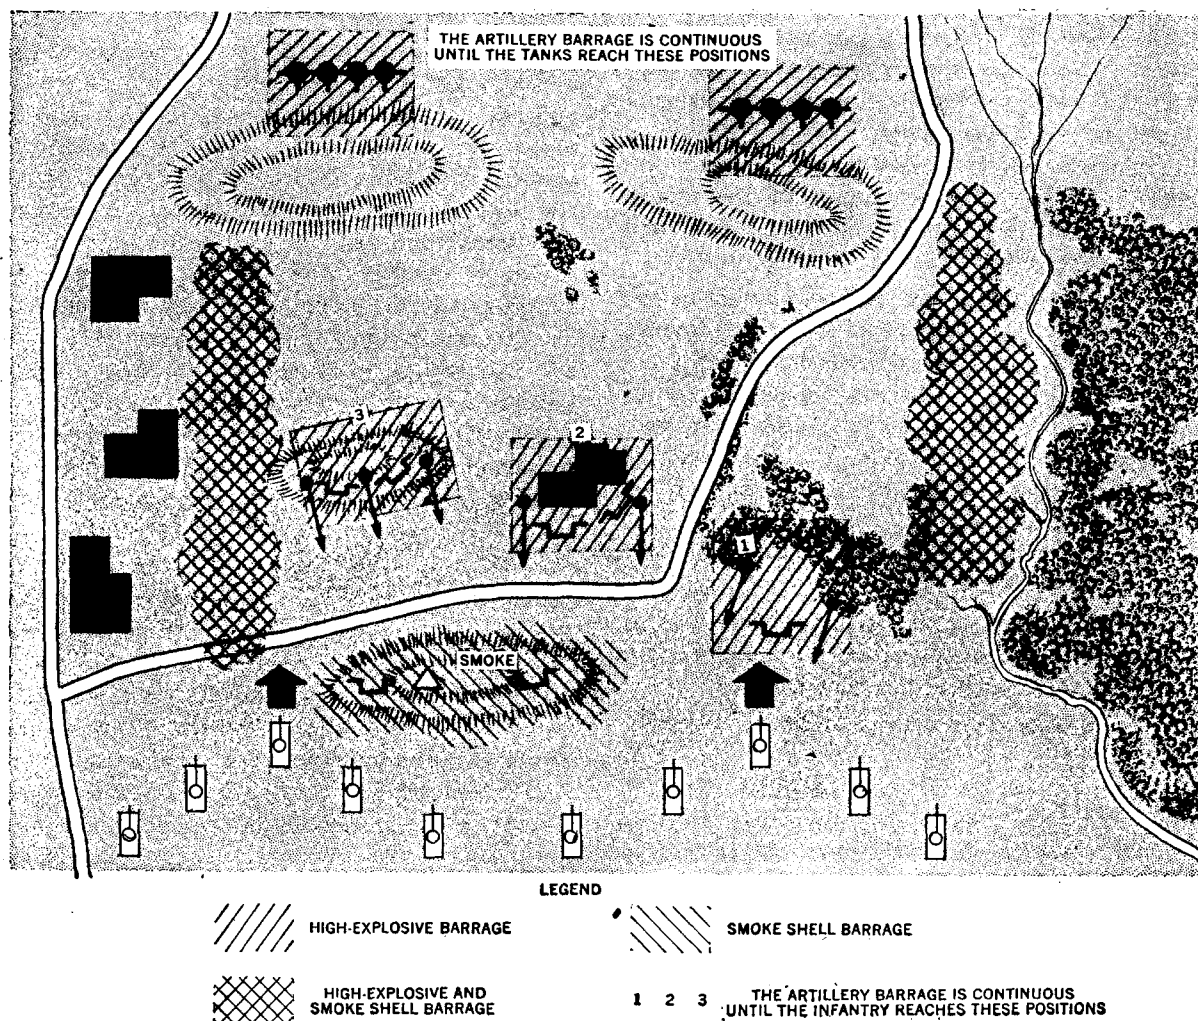 THE ARTILLERY BARRAGE IS CONTINUOUS
UNTIL THE TANKS REACH THESE POSITIONS
3
2
1
SMOKE
LEGEND
HIGH-EXPLOSIVE BARRAGE
SMOKE SHELL BARRAGE
HIGH-EXPLOSIVE AND
SMOKE SHELL BARRAGE
1 2 3 THE ARTILLERY BARRAGE IS CONTINUOUS
UNTIL THE INFANTRY REACHES THESE POSITIONS